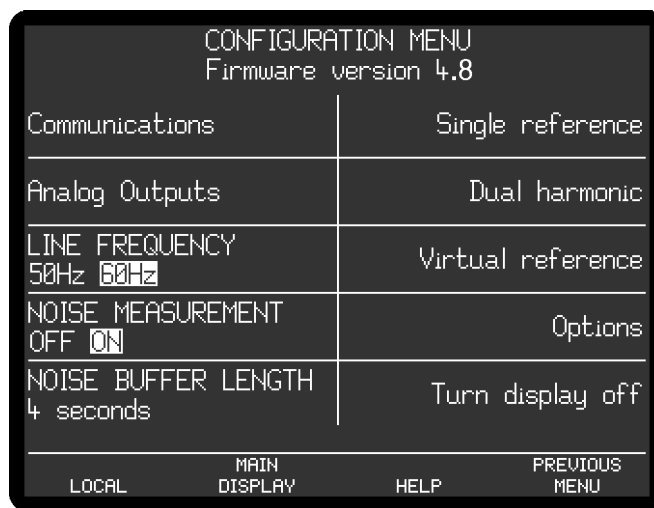 CONFIGURATION MENU
Firmware version 4.8
Communications
Single reference
Analog Outputs
Dual harmonic
LINE FREQUENCY
50Hz 60Hz
Virtual reference
NOISE MEASUREMENT
OFF ON
Options
NOISE BUFFER LENGTH
4 seconds
Turn display off
LOCAL
MAIN
DISPLAY
HELP
PREVIOUS
MENU